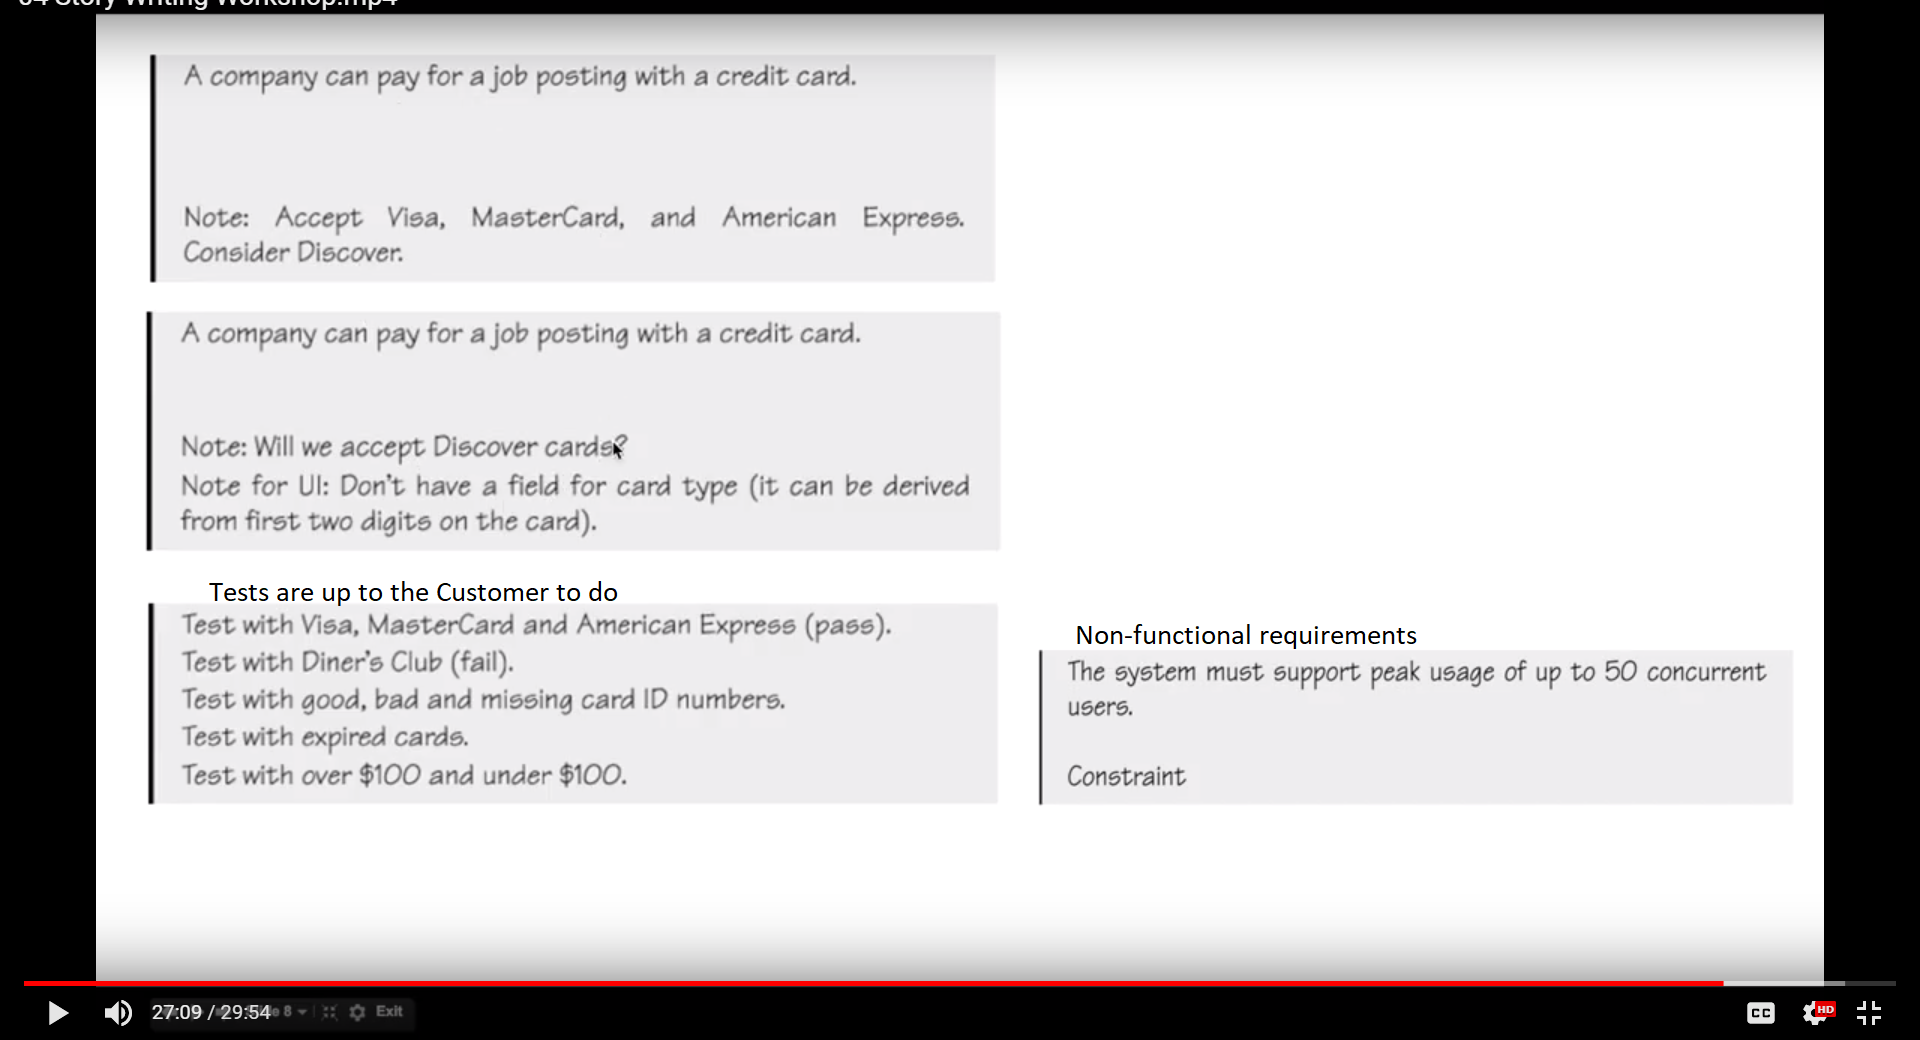 04 Story Writing Workshop.mp4
A company can pay for a job posting with a credit card.
Note: Accept Visa, MasterCard, and American Express.
Consider Discover.
A company can pay for a job posting with a credit card.
Note: Will we accept Discover cards?
Note for UI: Don't have a field for card type (it can be derived
from first two digits on the card).
Tests are up to the Customer to do
Test with Visa, MasterCard and American Express (pass).
Test with Diner's Club (fail).
Test with good, bad and missing card ID numbers.
Test with expired cards.
Test with over $100 and under $100.
Non-functional requirements
The system must support peak usage of up to 50 concurrent
users.
Constraint
27:09 / 29:54
8
Exit
CC
HD